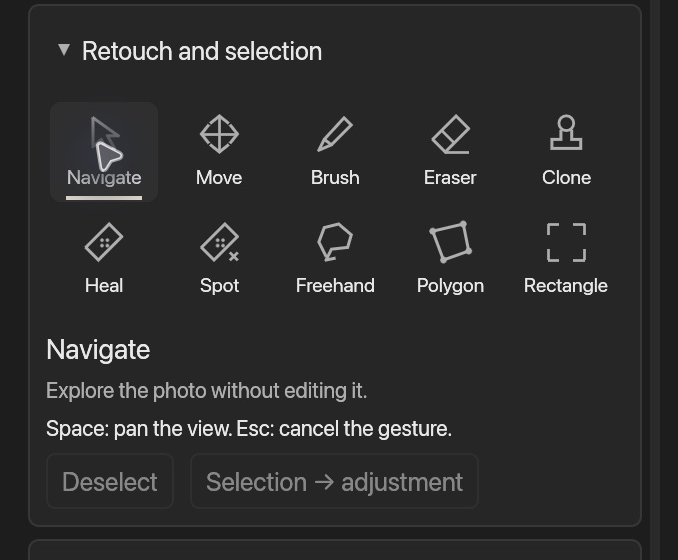 Retouch and selection
Navigate Move Brush Eraser Clone
Heal Spot Freehand Polygon Rectangle
Navigate
Explore the photo without editing it.
Space: pan the view. Esc: cancel the gesture.
Deselect Selection → adjustment